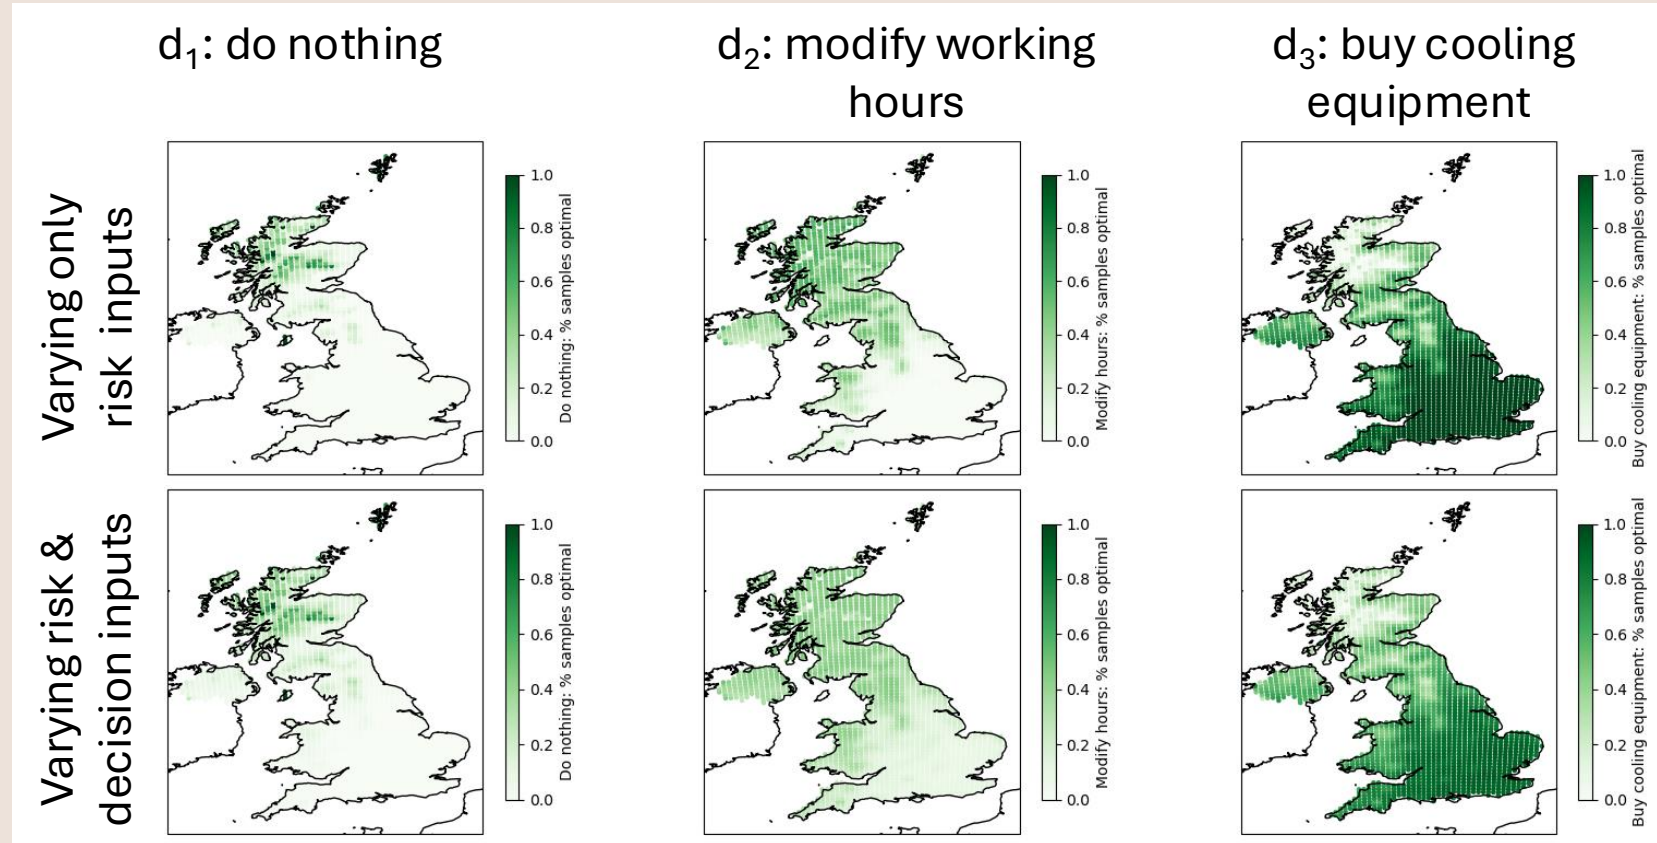 d₁: do nothing
d₂: modify working
hours
d₃: buy cooling
equipment
Varying only
risk inputs
1.0
0.8
0.6
0.4
0.2
0.0
Do nothing: % samples optimal
1.0
0.8
0.6
0.4
0.2
0.0
Modify hours: % samples optimal
1.0
0.8
0.6
0.4
0.2
0.0
Buy cooling equipment: % samples optimal
Varying risk &
decision inputs
1.0
0.8
0.6
0.4
0.2
0.0
Do nothing: % samples optimal
1.0
0.8
0.6
0.4
0.2
0.0
Modify hours: % samples optimal
1.0
0.8
0.6
0.4
0.2
0.0
Buy cooling equipment: % samples optimal